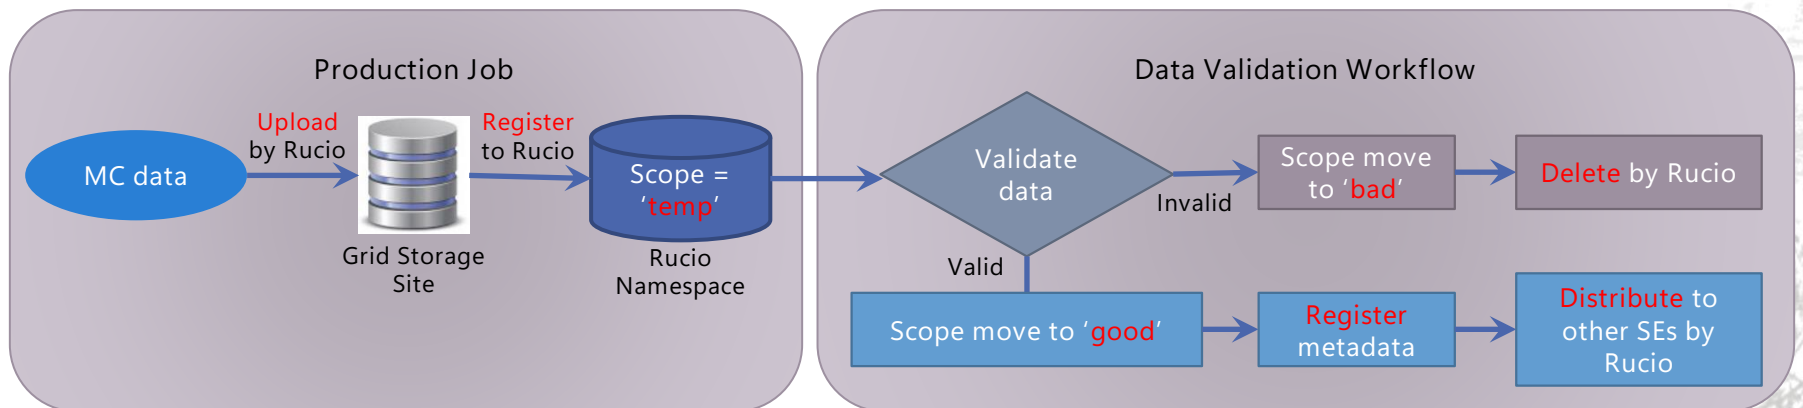 Production Job
MC data
Upload
by Rucio
Grid Storage
Site
Register
to Rucio
Scope =
‘temp’
Rucio
Namespace
Data Validation Workflow
Validate
data
Invalid
Scope move
to ‘bad’
Delete by Rucio
Valid
Scope move to ‘good’
Register
metadata
Distribute to
other SEs by
Rucio